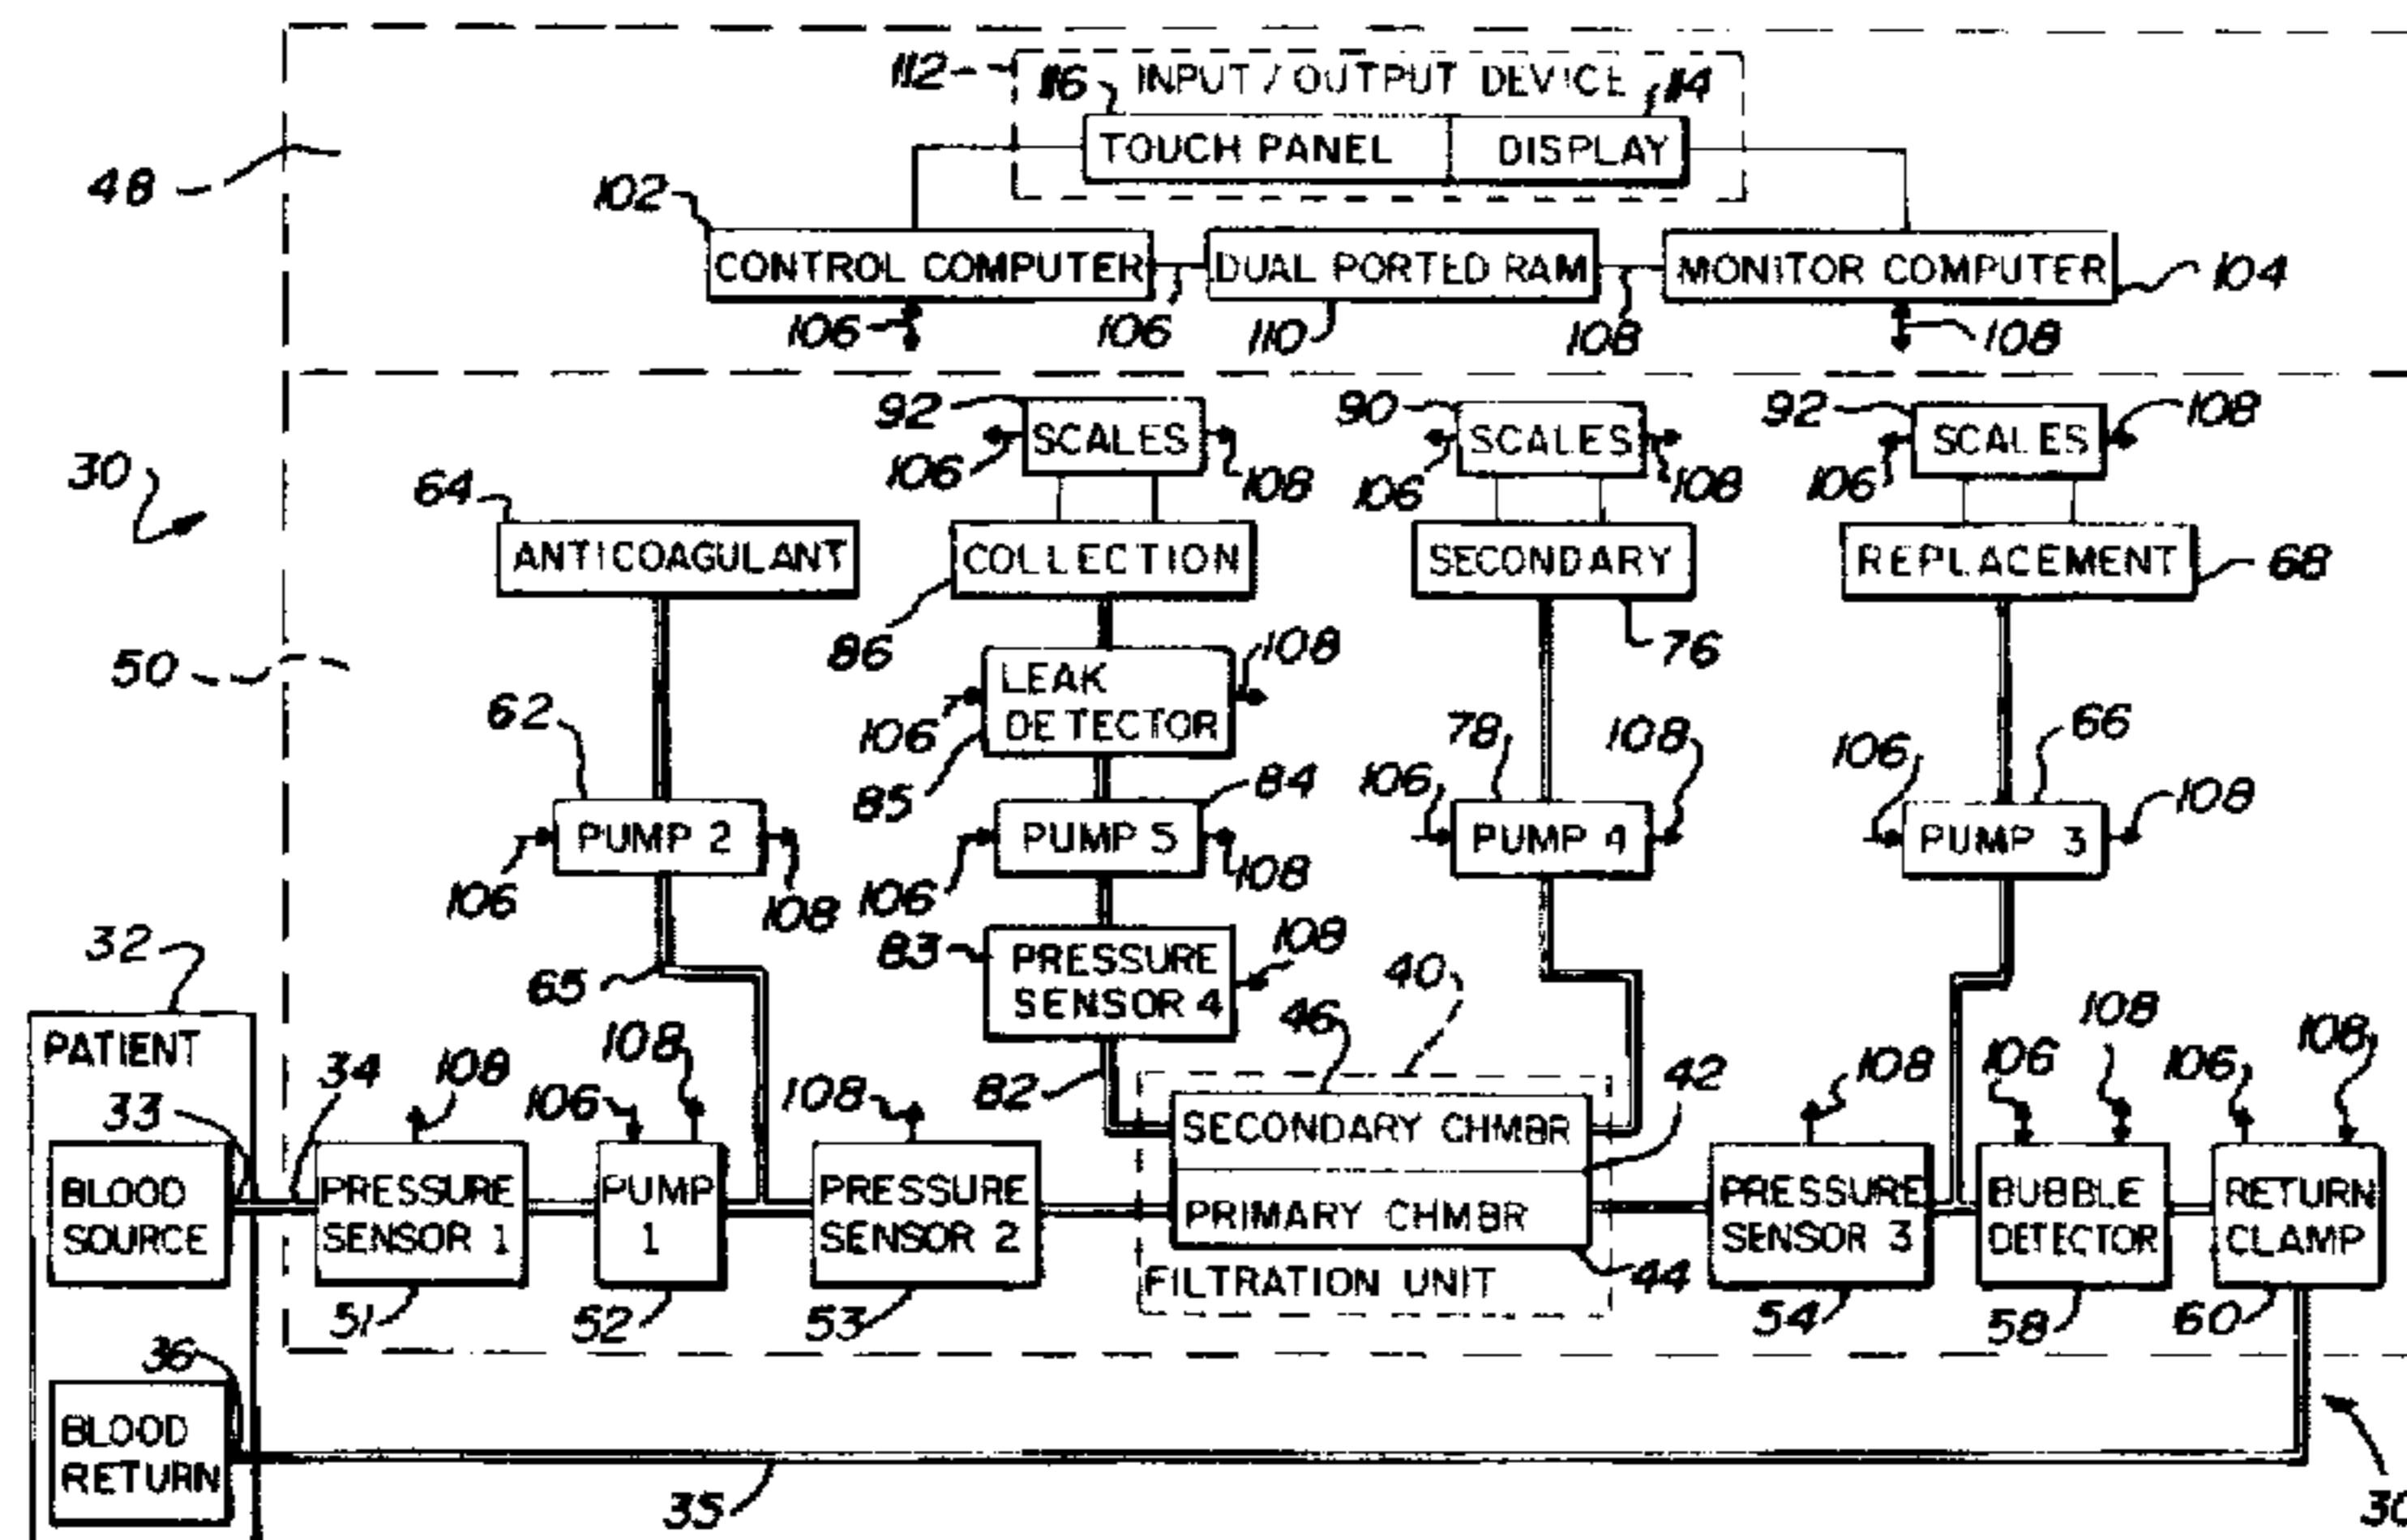 112
INPUT / OUTPUT DEVICE
116
114
TOUCH PANEL
DISPLAY
48
102
CONTROL COMPUTER
DUAL PORTED RAM
MONITOR COMPUTER
104
106
106
110
108
108
92
SCALES
106
108
90
SCALES
106
108
92
SCALES
106
108
30
64
ANTICOAGULANT
COLLECTION
86
SECONDARY
76
REPLACEMENT
68
50
LEAK
DETECTOR
106
108
85
62
PUMP 2
106
108
84
PUMP 5
106
108
78
PUMP 4
106
108
66
PUMP 3
106
108
65
83
PRESSURE
SENSOR 4
108
82
32
PATIENT
33
34
BLOOD
SOURCE
108
PRESSURE
SENSOR 1
51
106
108
PUMP
1
52
108
PRESSURE
SENSOR 2
53
40
46
42
SECONDARY CHMBR
PRIMARY CHMBR
44
FILTRATION UNIT
108
PRESSURE
SENSOR 3
54
106
108
BUBBLE
DETECTOR
58
106
108
RETURN
CLAMP
60
36
BLOOD
RETURN
35
30